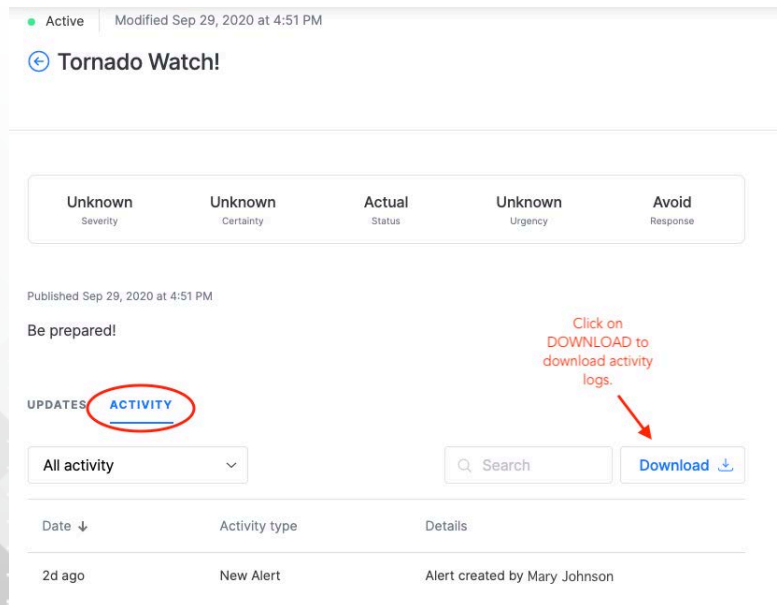 Active Modified Sep 29, 2020 at 4:51 PM
Tornado Watch!
Unknown Unknown Actual Unknown Avoid
Severity Certainty Status Urgency Response
Published Sep 29, 2020 at 4:51 PM
Be prepared!
Click on
DOWNLOAD to
download activity
logs.
UPDATES ACTIVITY
All activity Search Download
Date Activity type Details
2d ago New Alert Alert created by Mary Johnson